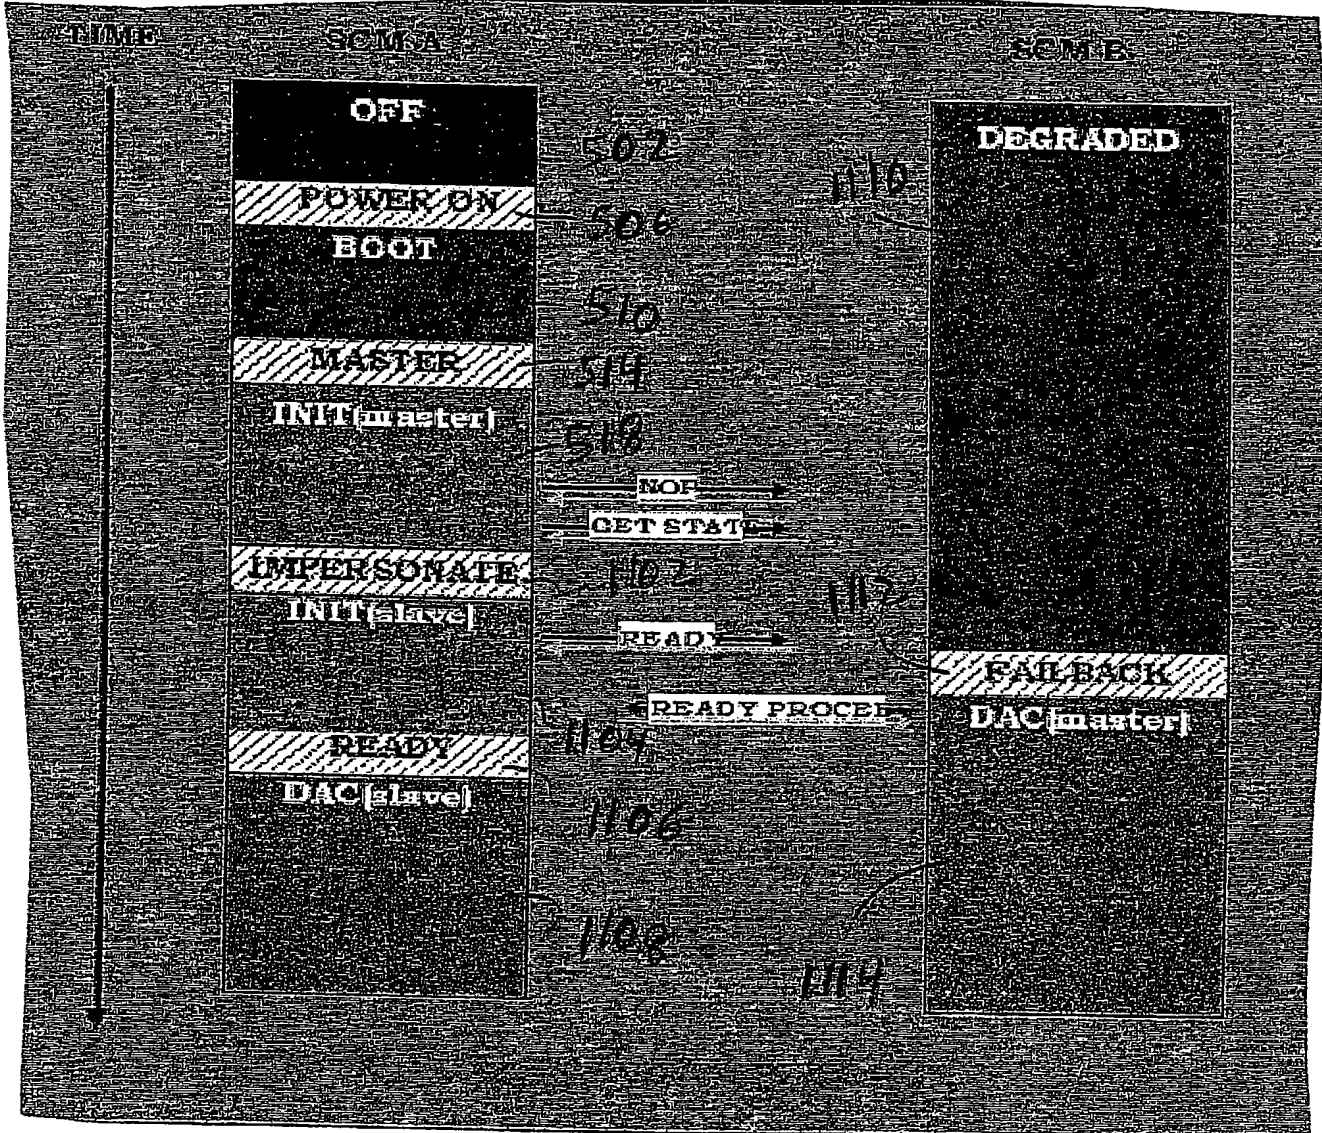 TIME
SCM A
SCM B
OFF
502
DEGRADED
1110
POWER ON
506
BOOT
510
MASTER
514
INIT(master)
518
NOP
GET STATE
IMPERSONATE
1102
1112
INIT(slave)
READY
FAILBACK
READY PROCEE
DAC(master)
1104
READY
DAC(slave)
1106
1108
1114